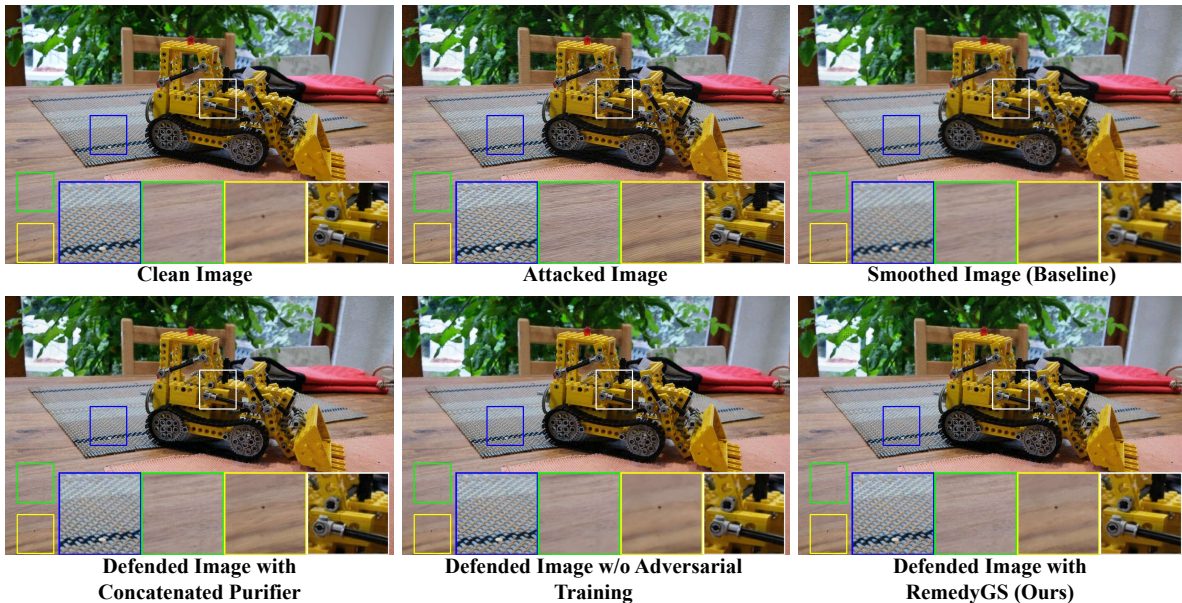 Clean Image
Attacked Image
Smoothed Image (Baseline)
Defended Image with
Concatenated Purifier
Defended Image w/o Adversarial
Training
Defended Image with
RemedyGS (Ours)